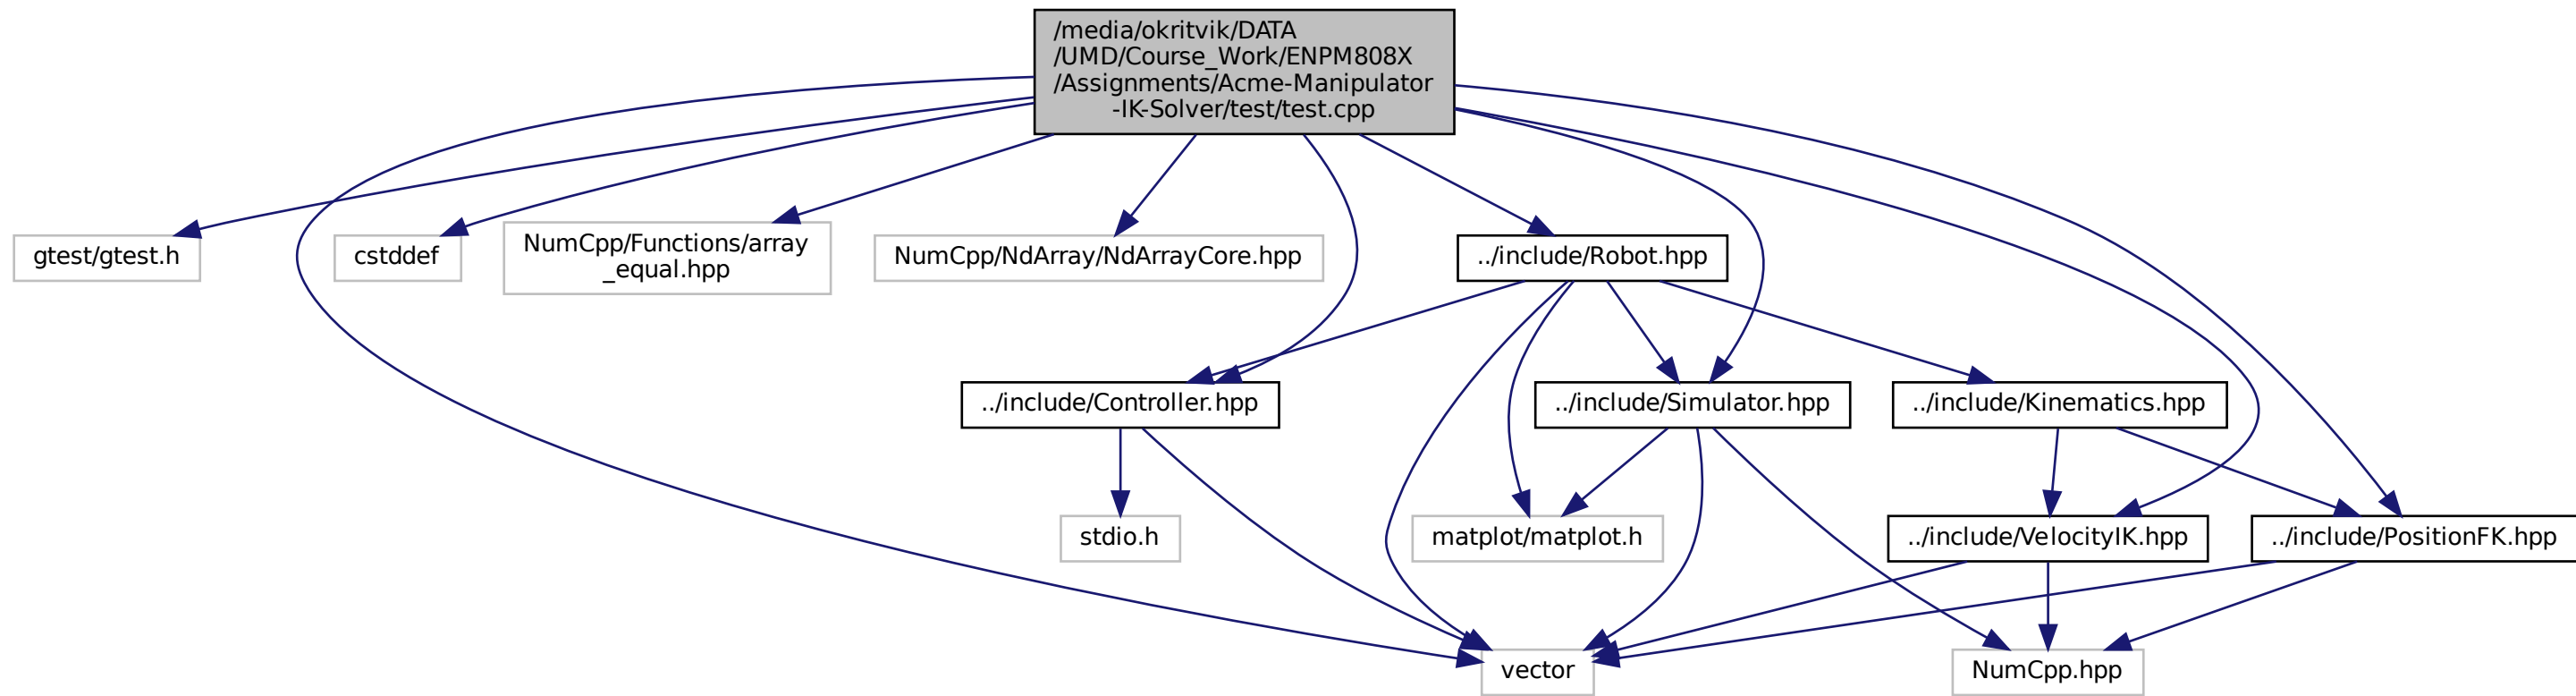 /media/okritvik/DATA
/UMD/Course_Work/ENPM808X
/Assignments/Acme-Manipulator
-IK-Solver/test/test.cpp
gtest/gtest.h
cstddef
NumCpp/Functions/array
_equal.hpp
NumCpp/NdArray/NdArrayCore.hpp
../include/Robot.hpp
../include/Controller.hpp
../include/Simulator.hpp
../include/Kinematics.hpp
stdio.h
matplot/matplot.h
../include/VelocityIK.hpp
../include/PositionFK.hpp
vector
NumCpp.hpp